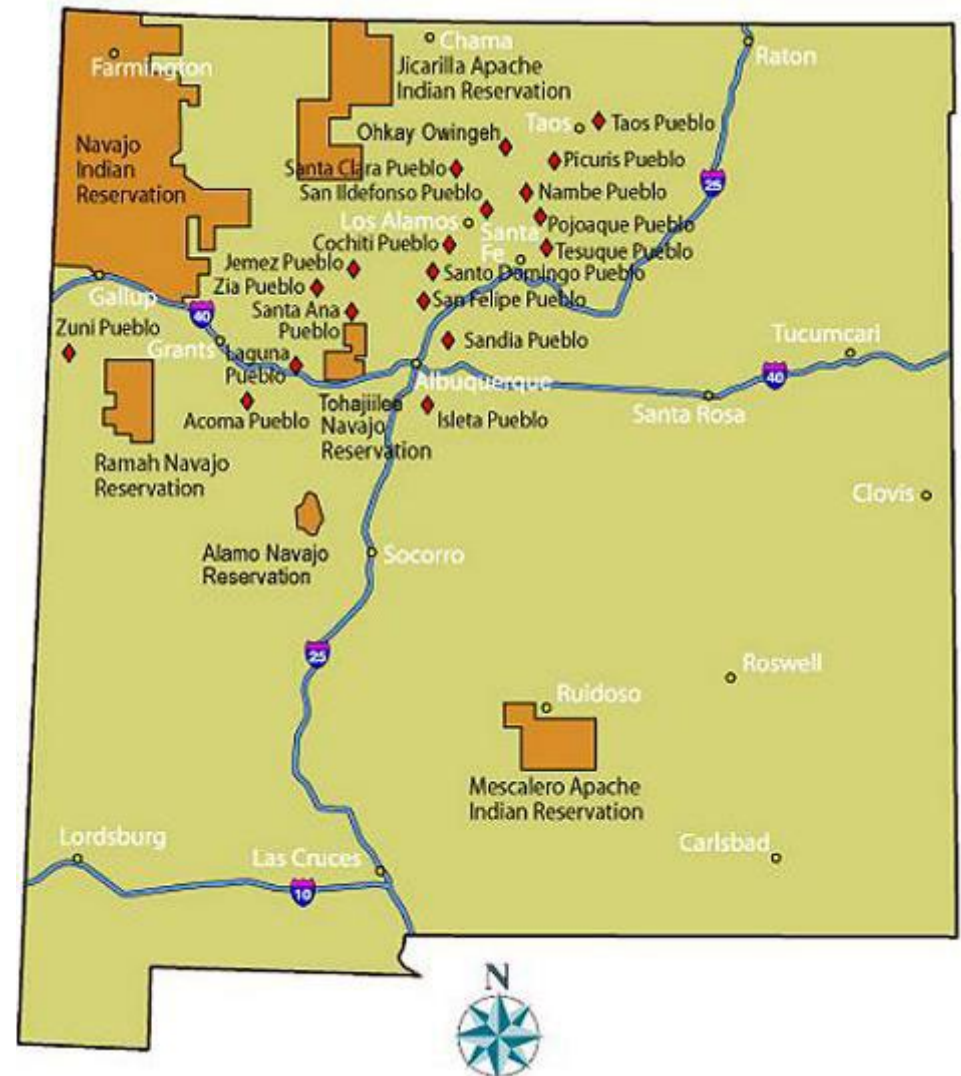 Chama
Raton
Farmington
Jicarilla Apache
Indian Reservation
Taos
Taos Pueblo
Ohkay Owingeh
Navajo
Indian
Reservation
Picuris Pueblo
Santa Clara Pueblo
25
San Ildefonso Pueblo
Nambe Pueblo
Los Alamos
Santa
Fe
Pojoaque Pueblo
Cochiti Pueblo
Tesuque Pueblo
Jemez Pueblo
Santo Domingo Pueblo
Zia Pueblo
San Felipe Pueblo
Gallup
40
Santa Ana
Pueblo
Zuni Pueblo
Grants
Laguna
Pueblo
Sandia Pueblo
Tucumcari
Albuquerque
40
Santa Rosa
Acoma Pueblo
Tohajiilee
Navajo
Reservation
Isleta Pueblo
Ramah Navajo
Reservation
Clovis
Alamo Navajo
Reservation
Socorro
25
Roswell
Ruidoso
Mescalero Apache
Indian Reservation
Lordsburg
Las Cruces
Carlsbad
10
N